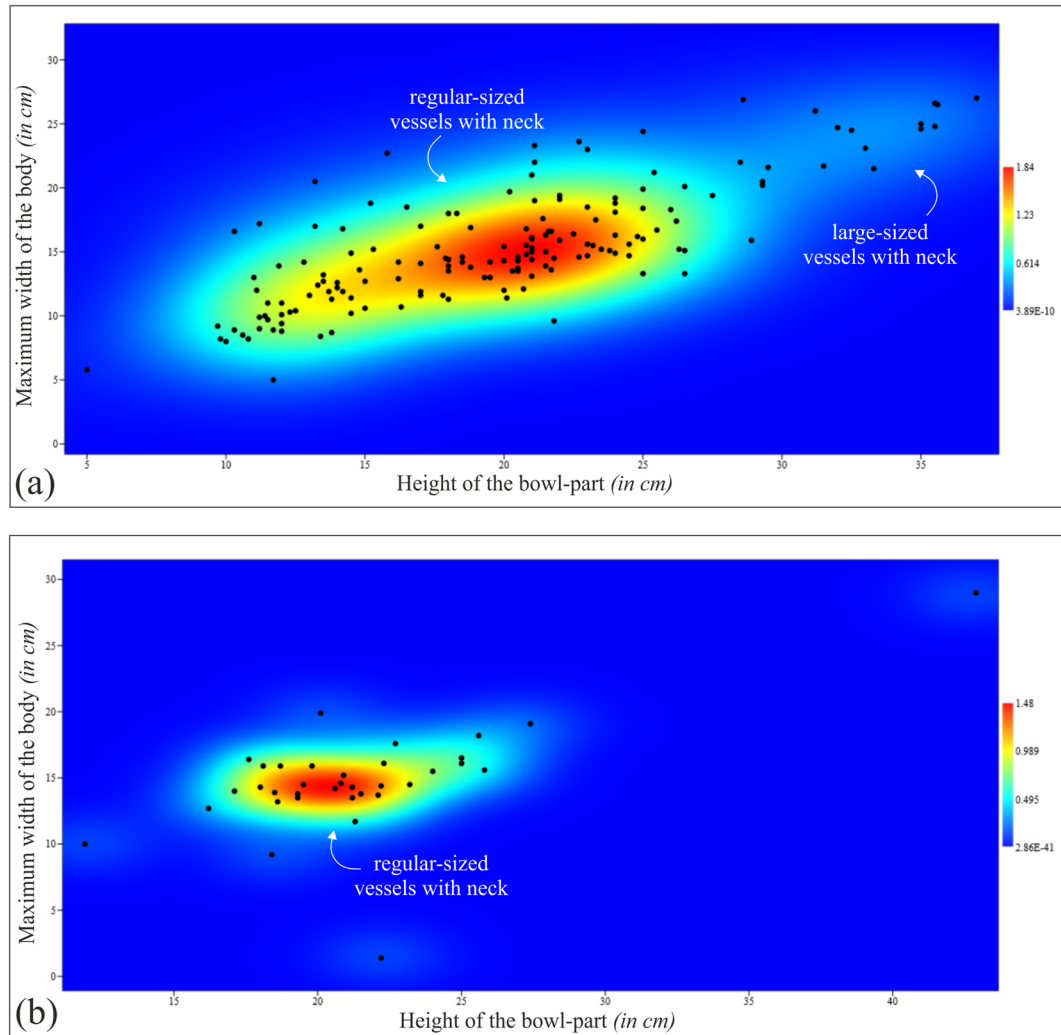 30
25
20
15
10
5
0
Maximum width of the body (in cm)
regular-sized
vessels with neck
large-sized
vessels with neck
1.84
1.23
0.614
3.89E-10
5
10
15
20
25
30
35
Height of the bowl-part (in cm)
(a)
30
25
20
15
10
5
0
Maximum width of the body (in cm)
regular-sized
vessels with neck
1.48
0.989
0.495
2.86E-41
15
20
25
30
35
40
Height of the bowl-part (in cm)
(b)